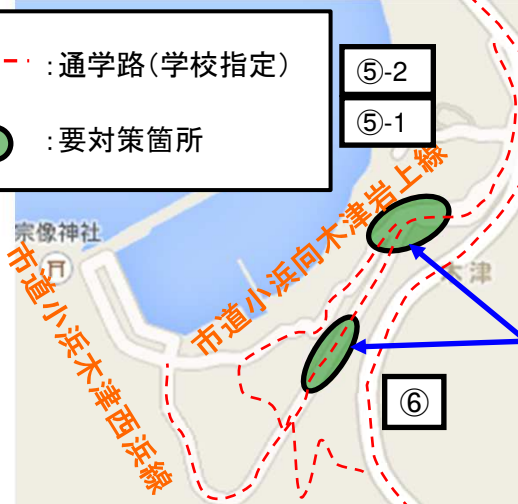 :通学路(学校指定)
:要対策箇所
⑤-2
⑤-1
宗像神社
市道小浜向木津岩上線
市道小浜木津西浜線
木津
⑥